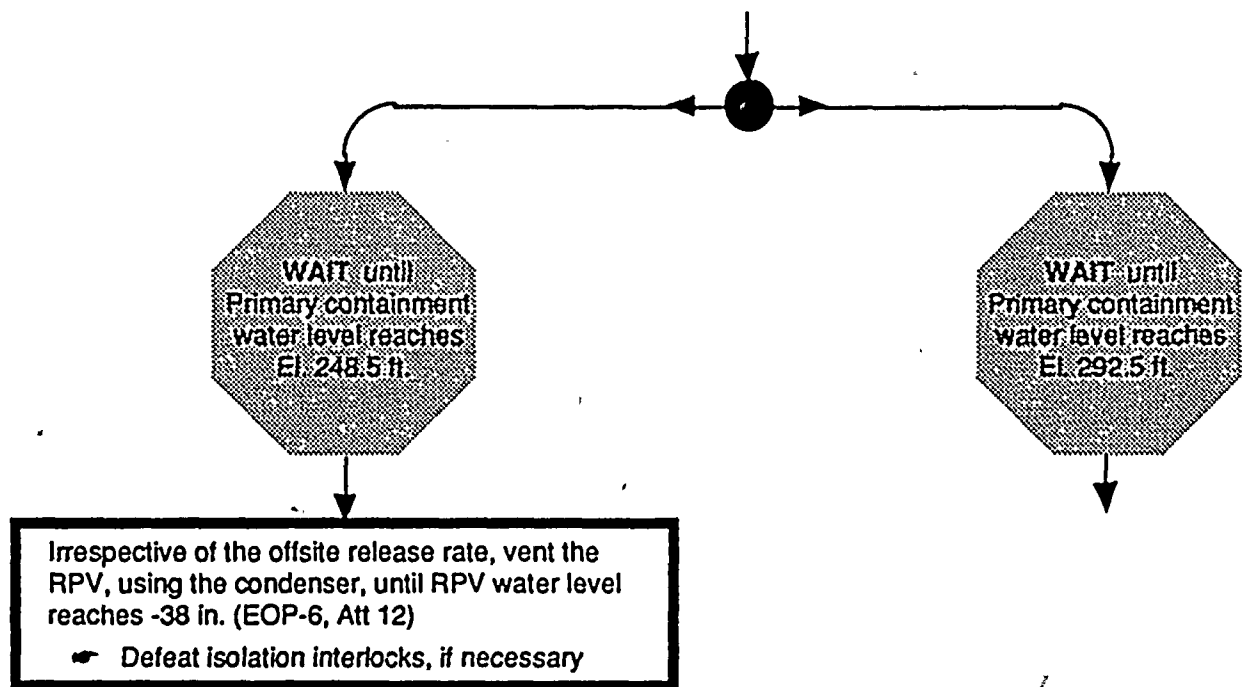 WAIT until
Primary containment
water level reaches
El. 248.5 ft.
WAIT until
Primary containment
water level reaches
El. 292.5 ft.
Irrespective of the offsite release rate, vent the
RPV, using the condenser, until RPV water level
reaches -38 in. (EOP-6, Att 12)
☛ Defeat isolation interlocks, if necessary